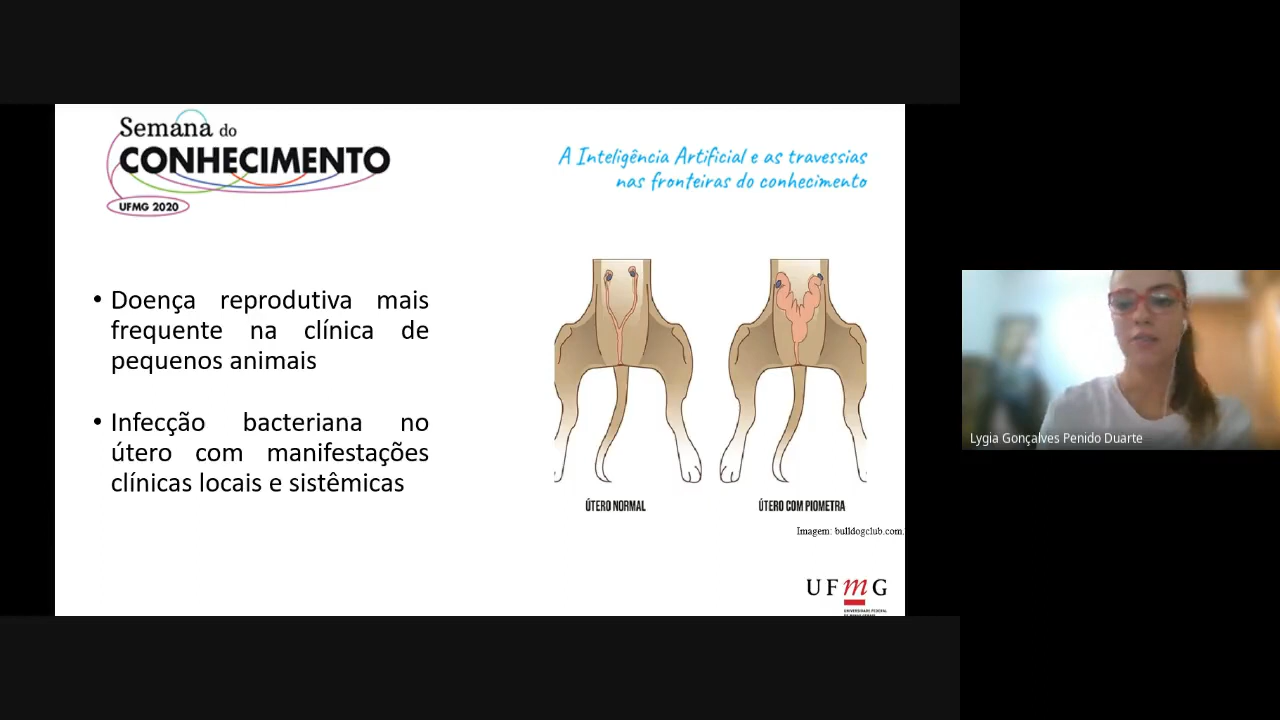 Semana do
CONHECIMENTO
UFMG 2020
A Inteligência Artificial e as travessias
nas fronteiras do conhecimento
• Doença reprodutiva mais
frequente na clínica de
pequenos animais
• Infecção bacteriana no
útero com manifestações
clínicas locais e sistêmicas
ÚTERO NORMAL
ÚTERO COM PIOMETRA
Imagem: bulldogclub.com.
UFmG
UNIVERSIDADE FEDERAL
Lygia Gonçalves Penido Duarte